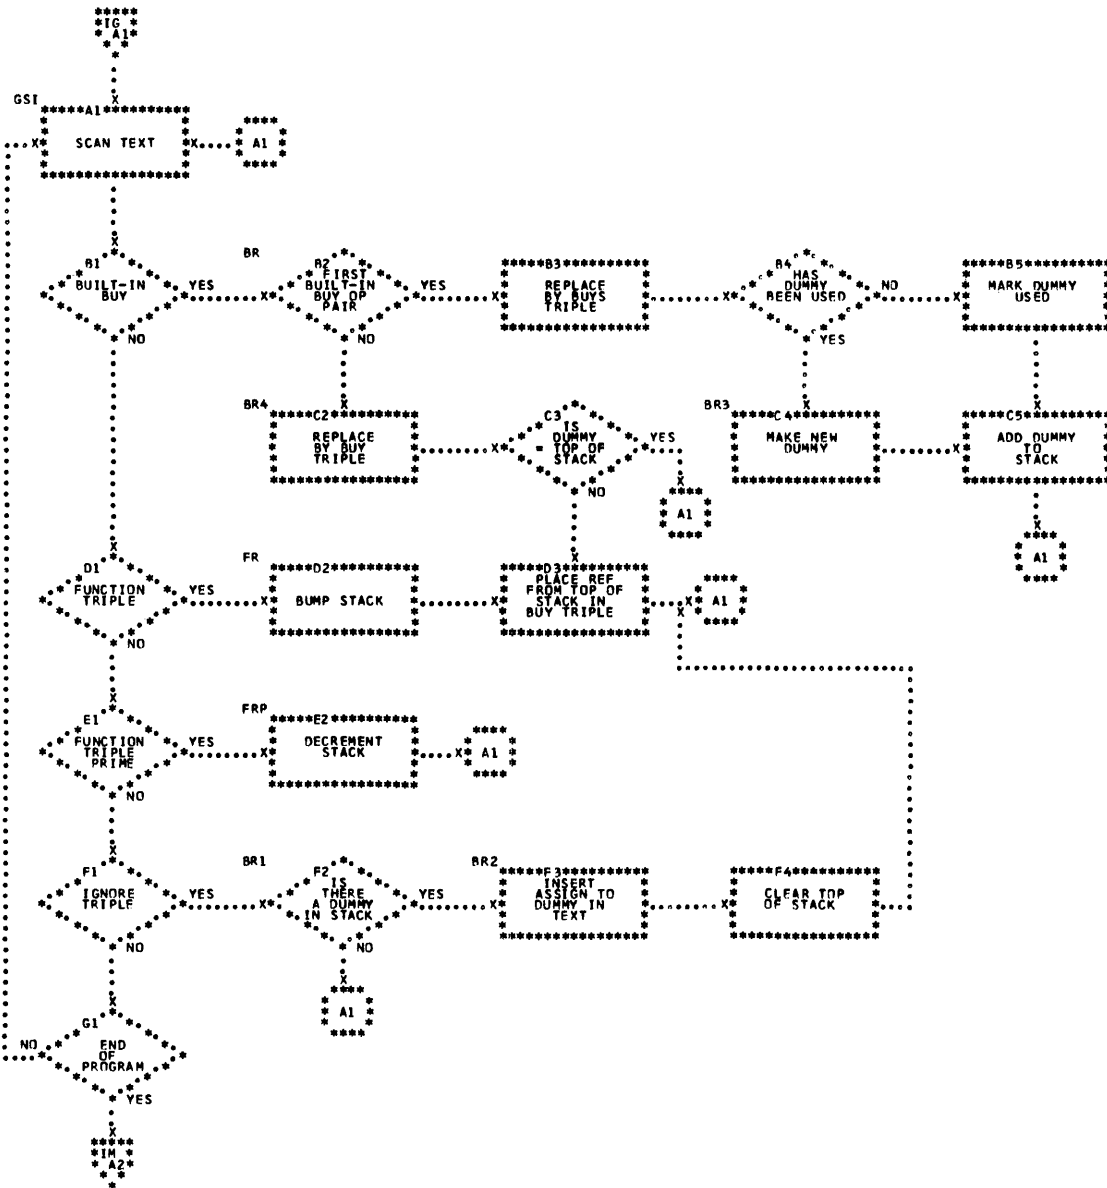 IG
A1
GSI
A1
SCAN TEXT
A1
B1
BUILT-IN
BUY
YES
NO
BR
B2
FIRST
BUILT-IN
BUY OP
PAIR
YES
NO
B3
REPLACE
BY BUYS
TRIPLE
B4
HAS
DUMMY
BEEN USED
NO
YES
B5
MARK DUMMY
USED
BR4
C2
REPLACE
BY BUY
TRIPLE
C3
IS
DUMMY
= TOP OF
STACK
YES
NO
A1
BR3
C4
MAKE NEW
DUMMY
C5
ADD DUMMY
TO
STACK
A1
D1
FUNCTION
TRIPLE
YES
NO
FR
D2
BUMP STACK
D3
PLACE REF
FROM TOP OF
STACK IN
BUY TRIPLE
A1
E1
FUNCTION
TRIPLE
PRIME
YES
NO
FRP
E2
DECREMENT
STACK
A1
F1
IGNORE
TRIPLE
YES
NO
BR1
F2
IS
THERE
A DUMMY
IN STACK
YES
NO
A1
BR2
F3
INSERT
ASSIGN TO
DUMMY IN
TEXT
F4
CLEAR TOP
OF STACK
G1
END
OF
PROGRAM
NO
YES
IM
A2